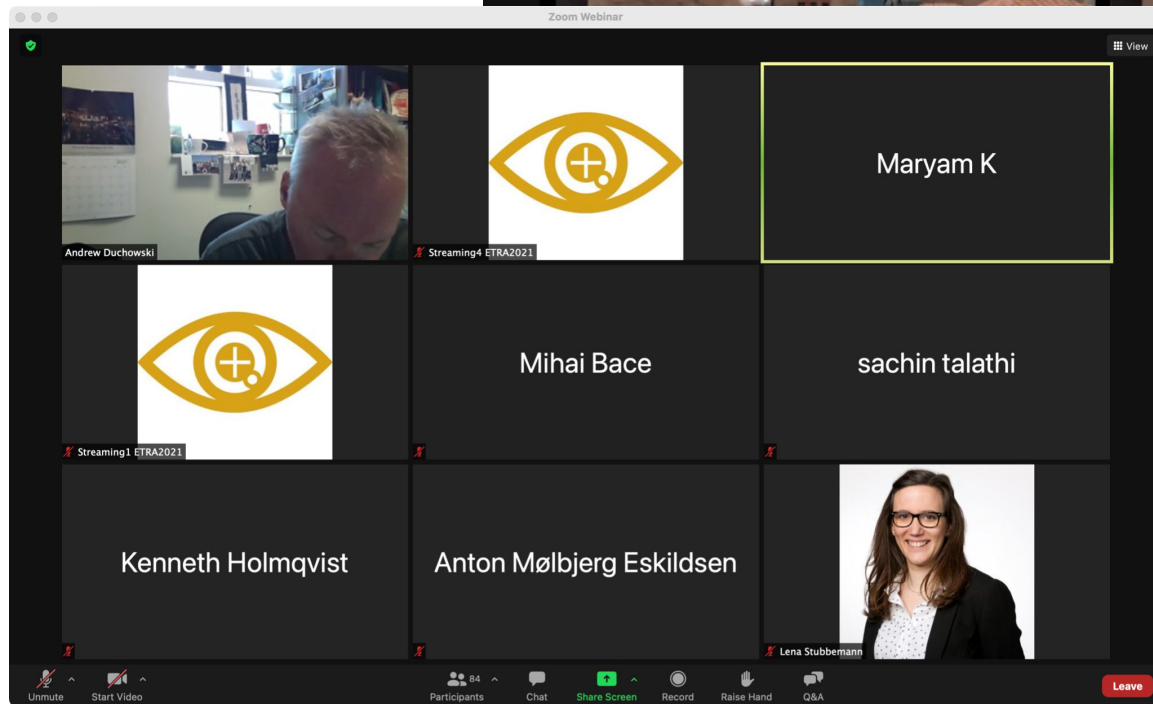 Zoom Webinar
View
Andrew Duchowski
Streaming4 ETRA2021
Maryam K
Streaming1 ETRA2021
Mihai Bace
sachin talathi
Kenneth Holmqvist
Anton Mølbjerg Eskildsen
Lena Stubbemann
Unmute
Start Video
84
Participants
Chat
Share Screen
Record
Raise Hand
Q&A
Leave